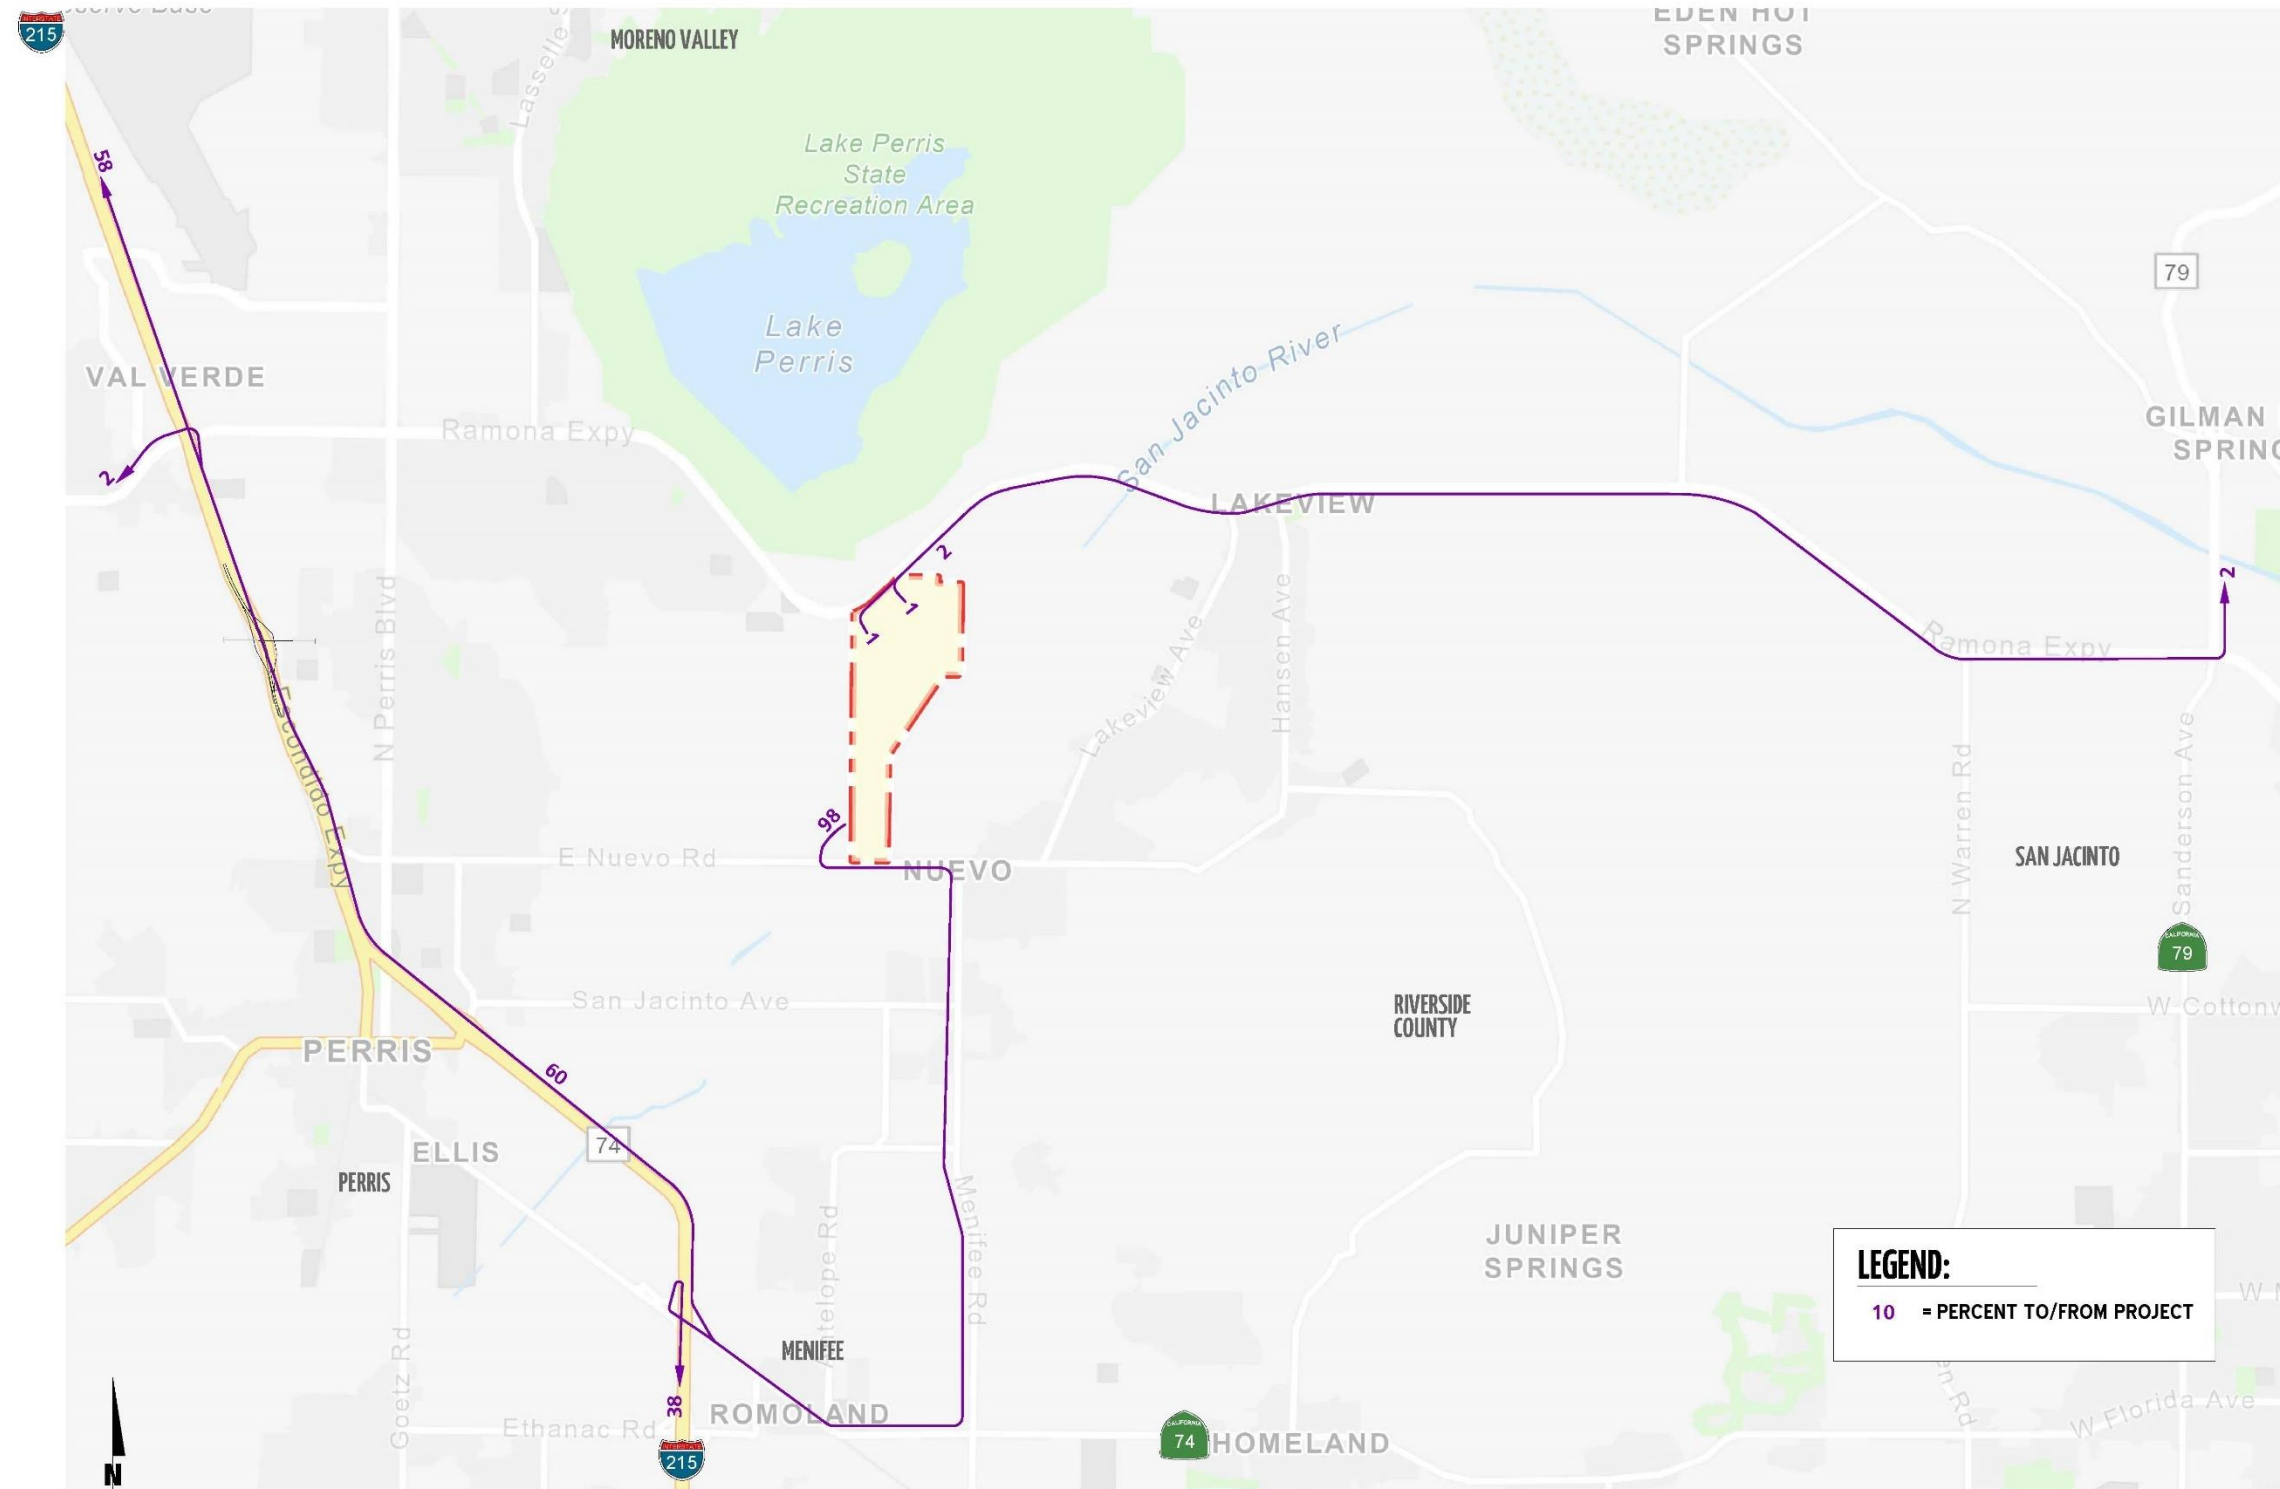 INTERSTATE
215
MORENO VALLEY
SPRINGS
Lake Perris
State
Recreation Area
58
79
Lake
Perris
San Jacinto River
VAL VERDE
GILMAN
Ramona Expy
2
LAKEVIEW
2
2
1
1
N Perris Blvd
Lakeview Ave
Hansen Ave
Ramona Expy
Escondido Expy
N Warren Rd
Sanderson Ave
98
E Nuevo Rd
NUEVO
SAN JACINTO
CALIFORNIA
79
San Jacinto Ave
RIVERSIDE
COUNTY
PERRIS
60
74
ELLIS
PERRIS
Menifee Rd
JUNIPER
SPRINGS
LEGEND:
10 = PERCENT TO/FROM PROJECT
MENIFEE
Goetz Rd
38
ROMOLAND
Ethanac Rd
INTERSTATE
215
CALIFORNIA
74
HOMELAND
W Florida Ave
N